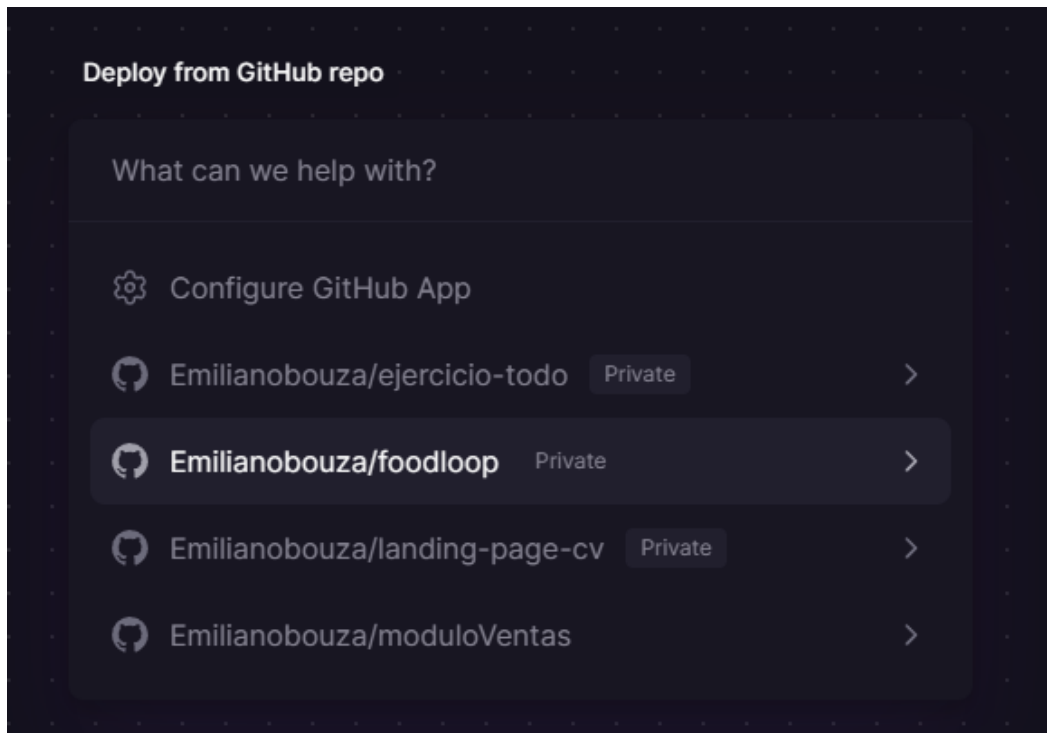 Deploy from GitHub repo
What can we help with?
Configure GitHub App
Emilianobouza/ejercicio-todo Private
Emilianobouza/foodloop Private
Emilianobouza/landing-page-cv Private
Emilianobouza/moduloVentas